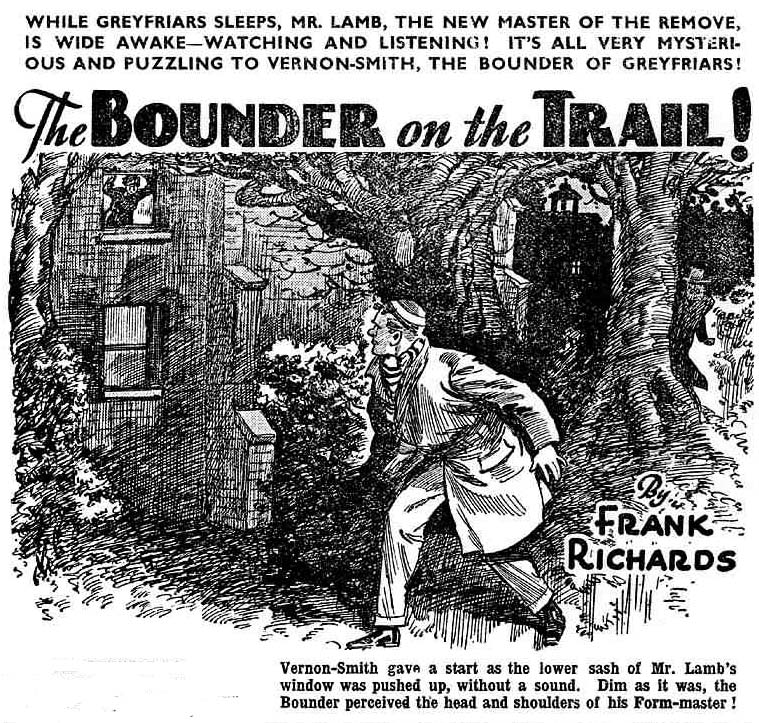 WHILE GREYFRIARS SLEEPS, MR. LAMB, THE NEW MASTER OF THE REMOVE,
IS WIDE AWAKE—WATCHING AND LISTENING! IT'S ALL VERY MYSTERI-
OUS AND PUZZLING TO VERNON-SMITH, THE BOUNDER OF GREYFRIARS!
The BOUNDER on the TRAIL!
By
FRANK
RICHARDS
Vernon-Smith gave a start as the lower sash of Mr. Lamb's
window was pushed up, without a sound. Dim as it was, the
Bounder perceived the head and shoulders of his Form-master!